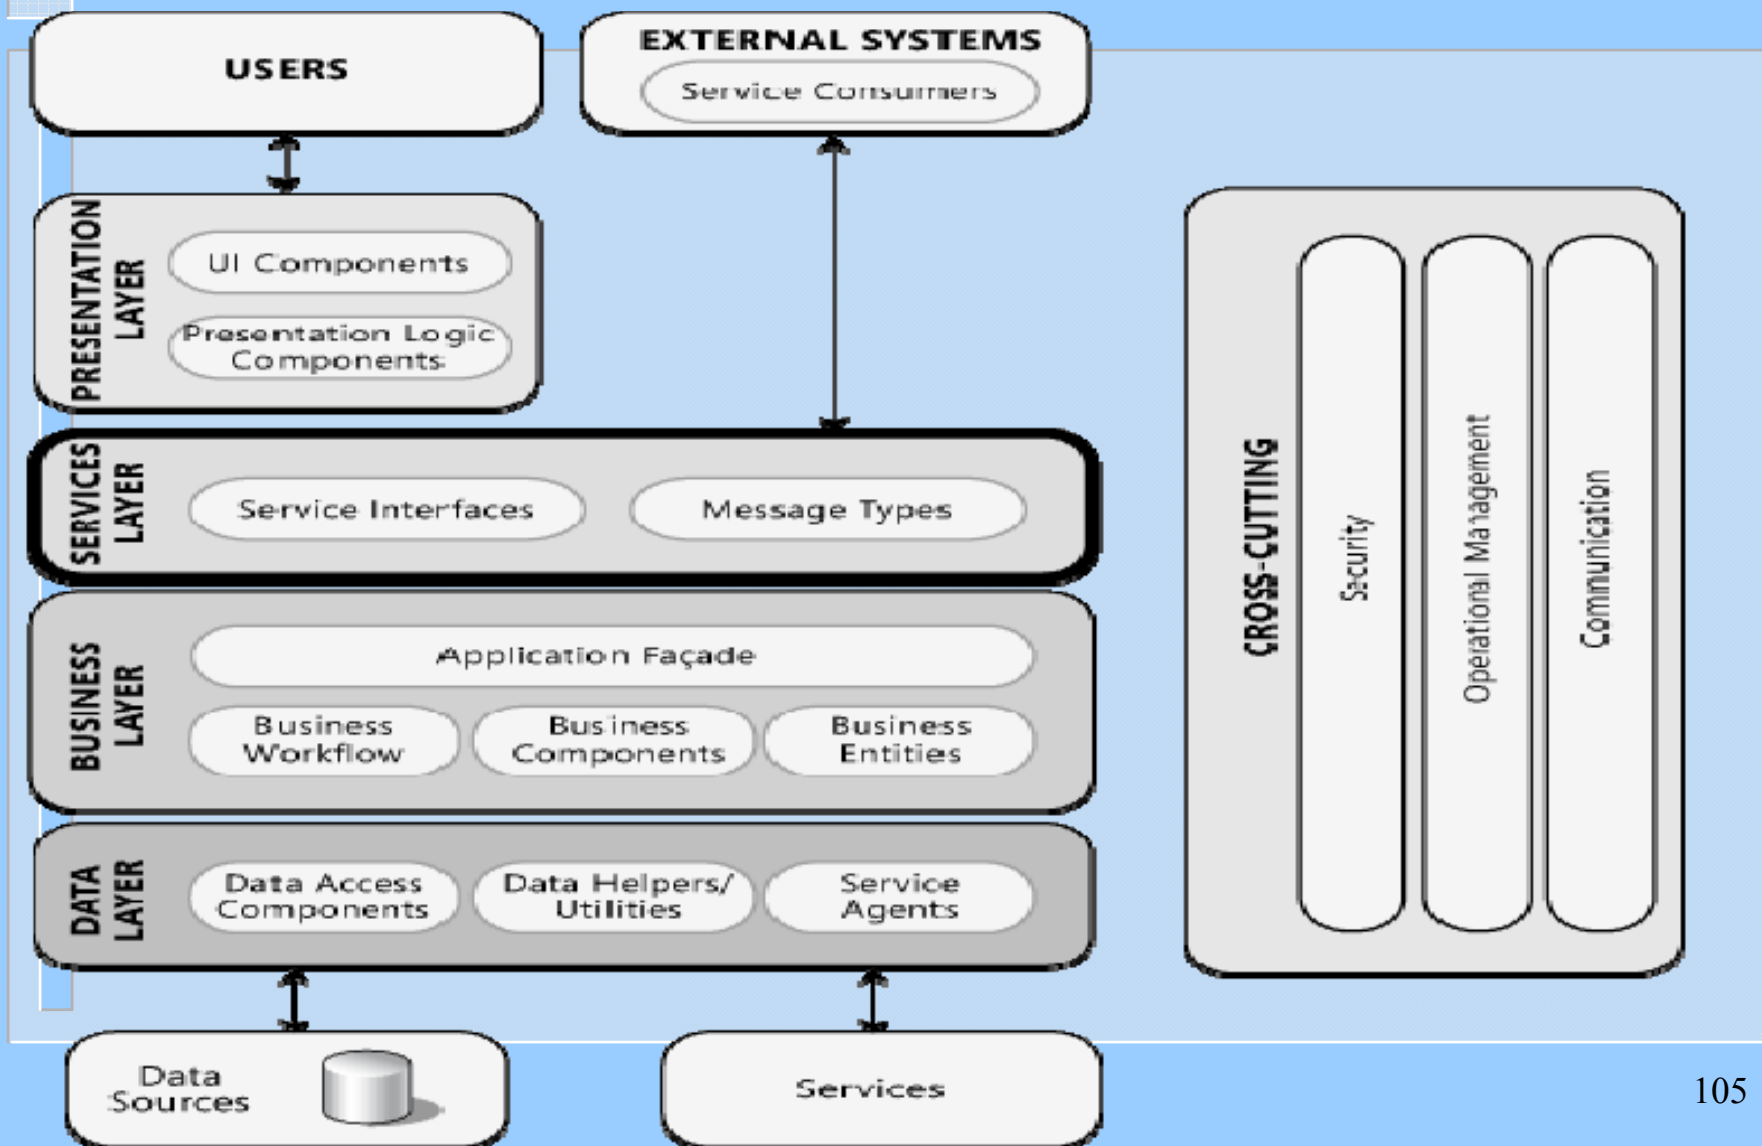 USERS
EXTERNAL SYSTEMS
Service Consumers
PRESENTATION
LAYER
UI Components
Presentation Logic
Components
SERVICES
LAYER
Service Interfaces
Message Types
BUSINESS
LAYER
Application Façade
Business
Workflow
Business
Components
Business
Entities
DATA
LAYER
Data Access
Components
Data Helpers/
Utilities
Service
Agents
Data
Sources
Services
CROSS-CUTTING
Security
Operational Management
Communication
105